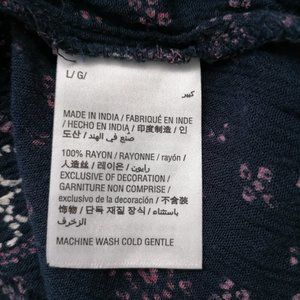 L/ G/
كبير
MADE IN INDIA / FABRIQUÉ EN INDE
/ HECHO EN INDIA / 印度制造 / 인
도산 / صنع في الهند
100% RAYON / RAYONNE / rayón /
人造丝 / 레이온 / رايون
EXCLUSIVE OF DECORATION /
GARNITURE NON COMPRISE /
exclusivo de la decoración / 不含装
饰物 / 단독 재질 장식 / باستثناء
الزخرف
MACHINE WASH COLD GENTLE